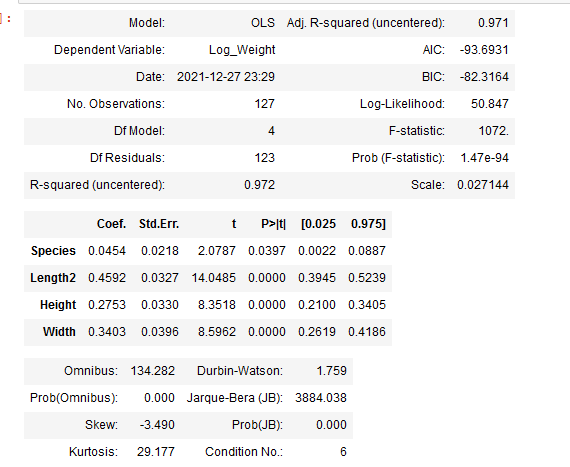 ]:
Model: OLS Adj. R-squared (uncentered): 0.971
Dependent Variable: Log_Weight AIC: -93.6931
Date: 2021-12-27 23:29 BIC: -82.3164
No. Observations: 127 Log-Likelihood: 50.847
Df Model: 4 F-statistic: 1072.
Df Residuals: 123 Prob (F-statistic): 1.47e-94
R-squared (uncentered): 0.972 Scale: 0.027144
Coef. Std.Err. t P>|t| [0.025 0.975]
Species 0.0454 0.0218 2.0787 0.0397 0.0022 0.0887
Length2 0.4592 0.0327 14.0485 0.0000 0.3945 0.5239
Height 0.2753 0.0330 8.3518 0.0000 0.2100 0.3405
Width 0.3403 0.0396 8.5962 0.0000 0.2619 0.4186
Omnibus: 134.282 Durbin-Watson: 1.759
Prob(Omnibus): 0.000 Jarque-Bera (JB): 3884.038
Skew: -3.490 Prob(JB): 0.000
Kurtosis: 29.177 Condition No.: 6